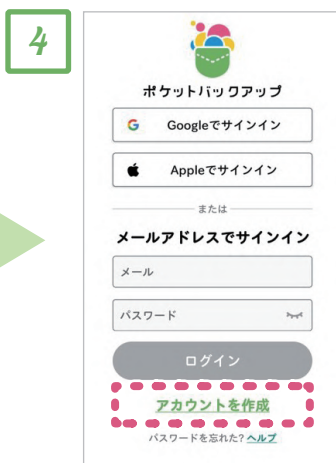 4
ポケットバックアップ
Googleでサインイン
Appleでサインイン
または
メールアドレスでサインイン
メール
パスワード
ログイン
アカウントを作成
パスワードを忘れた? ヘルプ